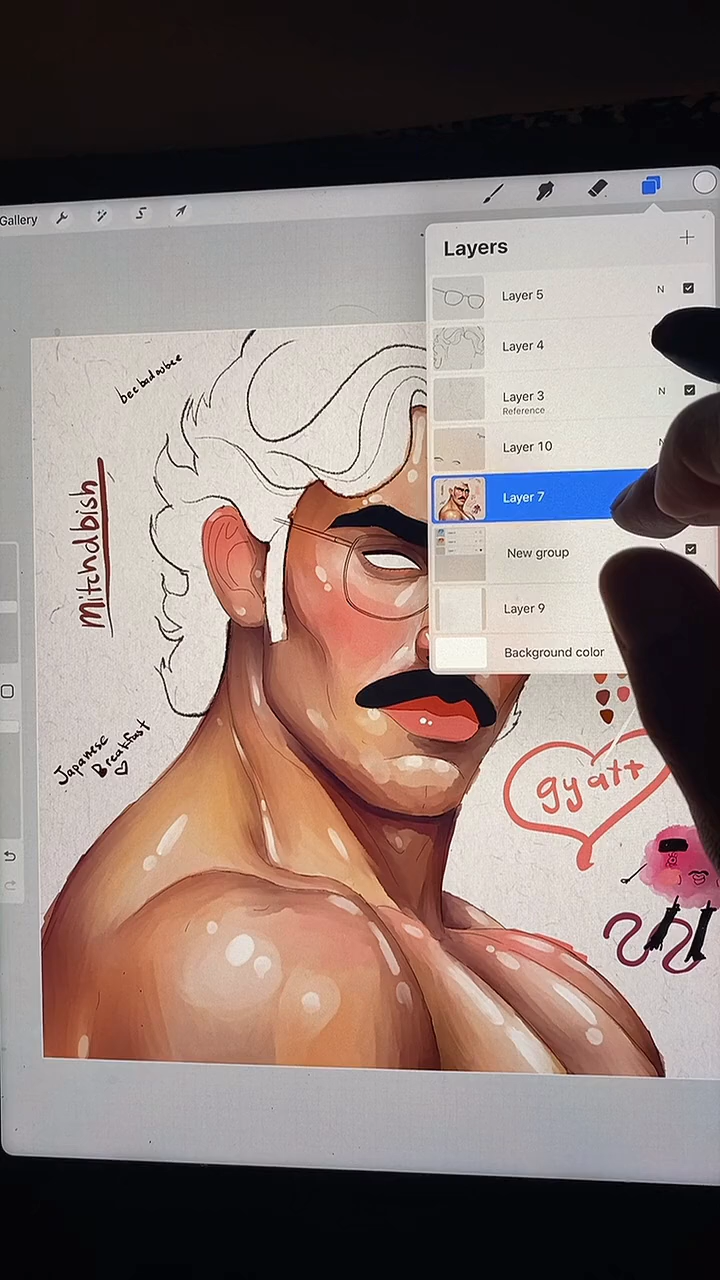 Gallery
Layers
Layer 5
N
Layer 4
Layer 3
N
Reference
Layer 10
Layer 7
New group
Layer 9
Background color
beebadoobee
Mitchdbish
Japanese
Breakfast
gyatt